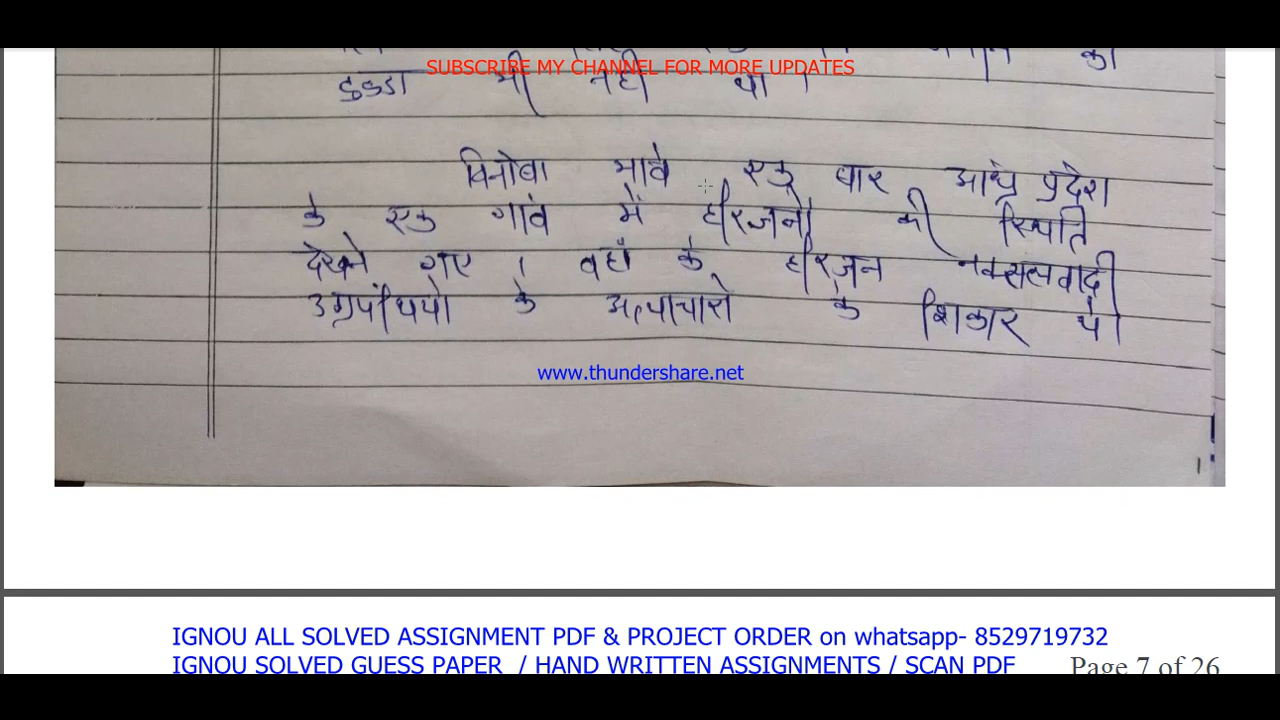 SUBSCRIBE MY CHANNEL FOR MORE UPDATES
टुकडा भी नही था ।
विनोबा भावे एक बार आंध्र प्रदेश
के एक गांव में हरिजनों की स्थिति
देखने गए । वहां के हरिजन नक्सलवादी
उग्रपंथियो के अत्याचारो के शिकार थे।
www.thundershare.net
1
IGNOU ALL SOLVED ASSIGNMENT PDF & PROJECT ORDER on whatsapp- 8529719732
IGNOU SOLVED GUESS PAPER / HAND WRITTEN ASSIGNMENTS / SCAN PDF
Page 7 of 26